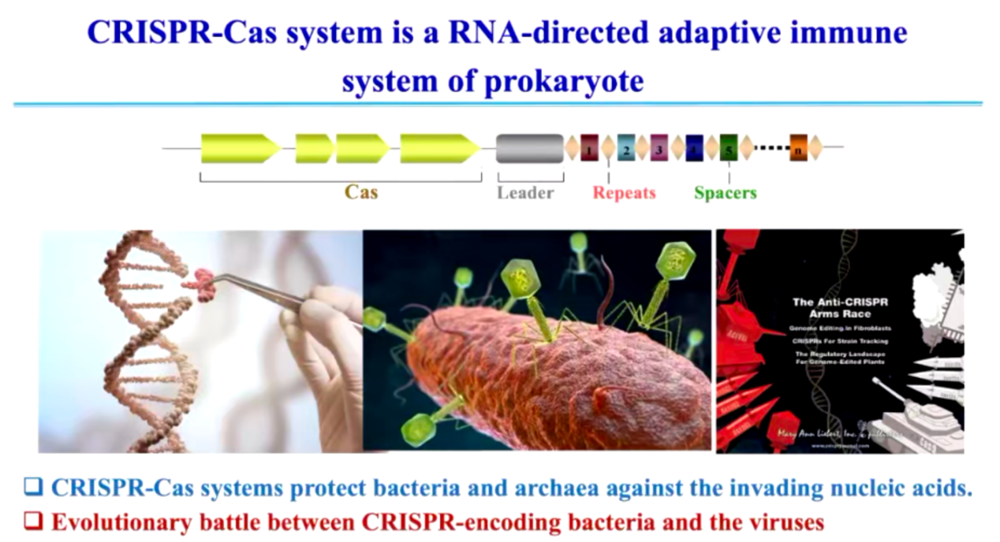 CRISPR-Cas system is a RNA-directed adaptive immune
system of prokaryote
1 2 3 4 5 n
Cas
Leader
Repeats
Spacers
The Anti-CRISPR
Arms Race
Genome Editing in Fibroblasts
CRISPRs For Strain Tracking
The Regulatory Landscape
For Genome-Edited Plants
Mary Ann Liebert, Inc.
www.crisprjournal.com
Cas9
CRISPR-Cas systems protect bacteria and archaea against the invading nucleic acids.
Evolutionary battle between CRISPR-encoding bacteria and the viruses